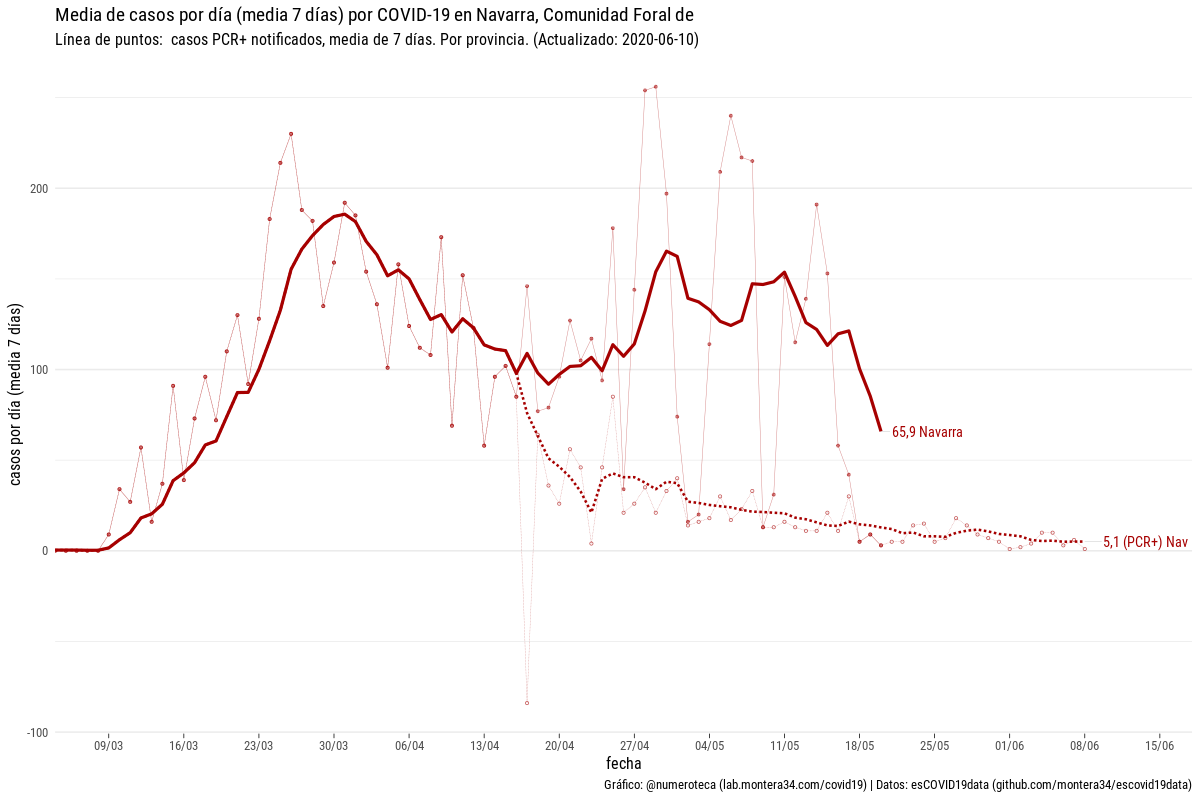 Media de casos por día (media 7 días) por COVID-19 en Navarra, Comunidad Foral de
Línea de puntos:  casos PCR+ notificados, media de 7 días. Por provincia. (Actualizado: 2020-06-10)
casos por día (media 7 días)
200
100
0
-100
65,9 Navarra
5,1 (PCR+) Nav
09/03 16/03 23/03 30/03 06/04 13/04 20/04 27/04 04/05 11/05 18/05 25/05 01/06 08/06 15/06
fecha
Gráfico: @numeroteca (lab.montera34.com/covid19) | Datos: esCOVID19data (github.com/montera34/escovid19data)